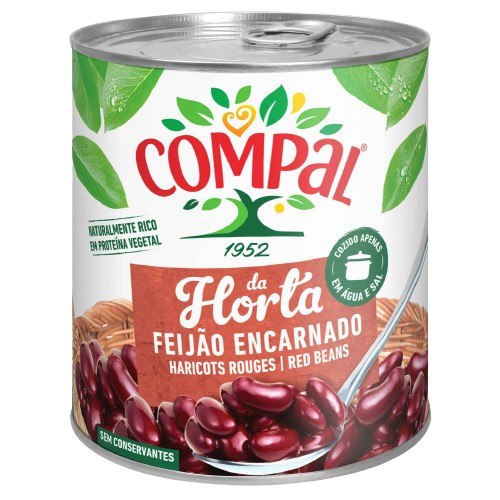 COMPAL®
1952
NATURALMENTE RICO
EM PROTEÍNA VEGETAL
COZIDO APENAS
EM ÁGUA E SAL
da
Horta
FEIJÃO ENCARNADO
HARICOTS ROUGES | RED BEANS
SEM CONSERVANTES